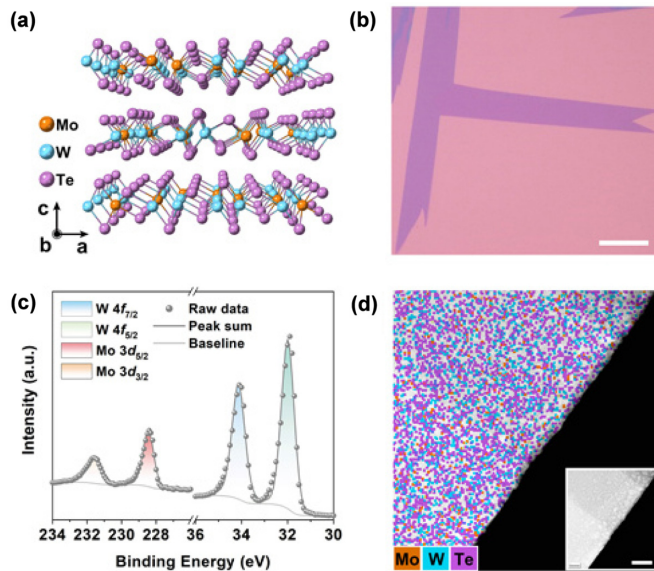 (a)
Mo
W
Te
c
b
a
(b)
(c)
W 4f7/2
W 4f5/2
Mo 3d5/2
Mo 3d3/2
Raw data
Peak sum
Baseline
Intensity (a.u.)
234 232 230 228 36 34 32 30
Binding Energy (eV)
(d)
Mo W Te